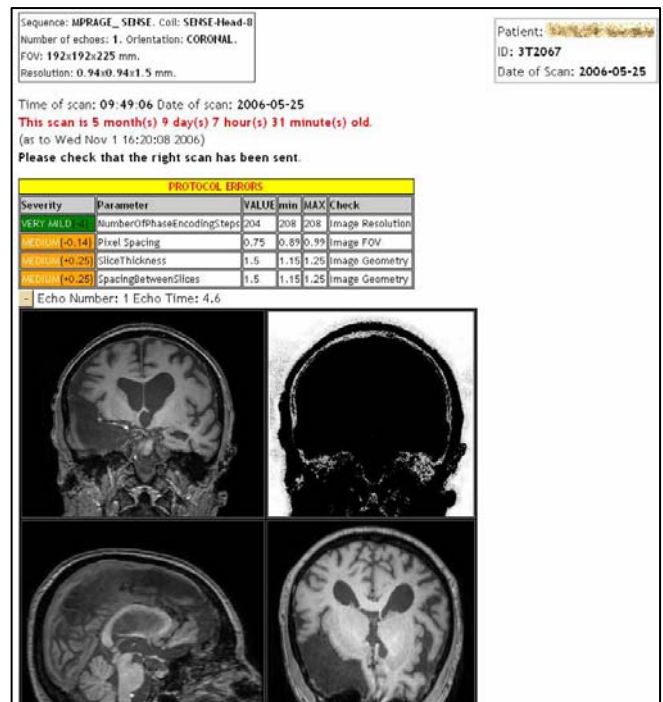 Sequence: MPRAGE_ SENSE. Coil: SENSE-Head-8
Number of echoes: 1. Orientation: CORONAL.
FOV: 192x192x225 mm.
Resolution: 0.94x0.94x1.5 mm.
Patient:
ID: 3T2067
Date of Scan: 2006-05-25
Time of scan: 09:49:06 Date of scan: 2006-05-25
This scan is 5 month(s) 9 day(s) 7 hour(s) 31 minute(s) old.
(as to Wed Nov 1 16:20:08 2006)
Please check that the right scan has been sent.
PROTOCOL ERRORS
Severity Parameter VALUE min MAX Check
VERY MILD NumberOfPhaseEncodingSteps 204 208 208 Image Resolution
MEDIUM (-0.14) Pixel Spacing 0.75 0.89 0.99 Image FOV
MEDIUM (+0.25) SliceThickness 1.5 1.15 1.25 Image Geometry
MEDIUM (+0.25) SpacingBetweenSlices 1.5 1.15 1.25 Image Geometry
- Echo Number: 1 Echo Time: 4.6